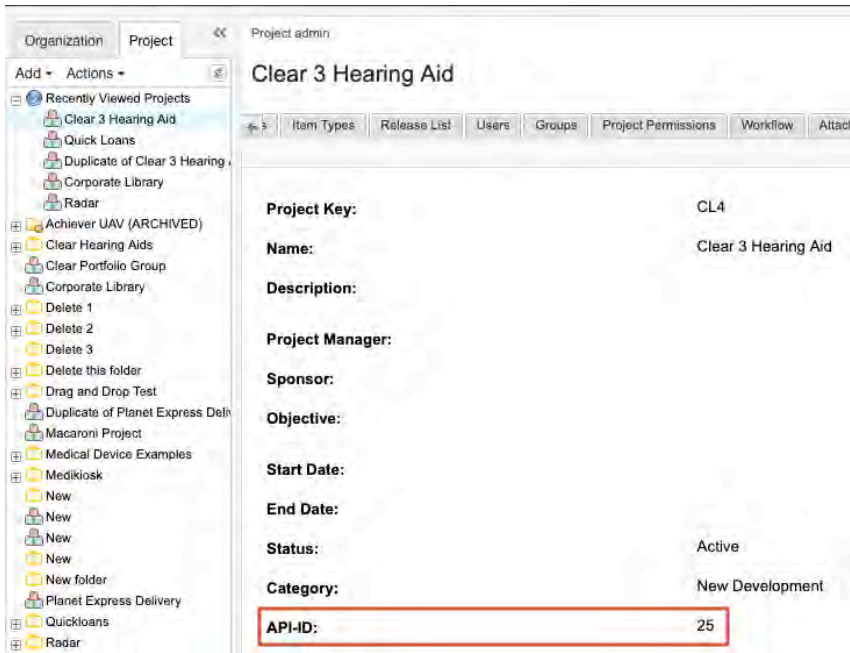 Organization
Project
Add
Actions
Recently Viewed Projects
Clear 3 Hearing Aid
Quick Loans
Duplicate of Clear 3 Hearing
Corporate Library
Radar
Achiever UAV (ARCHIVED)
Clear Hearing Aids
Clear Portfolio Group
Corporate Library
Delete 1
Delete 2
Delete 3
Delete this folder
Drag and Drop Test
Duplicate of Planet Express Deliv
Macaroni Project
Medical Device Examples
Medikiosk
New
New
New
New
New folder
Planet Express Delivery
Quickloans
Radar
Project admin
Clear 3 Hearing Aid
s Item Types Release List Users Groups Project Permissions Workflow Attach
Project Key: CL4
Name: Clear 3 Hearing Aid
Description:
Project Manager:
Sponsor:
Objective:
Start Date:
End Date:
Status: Active
Category: New Development
API-ID: 25